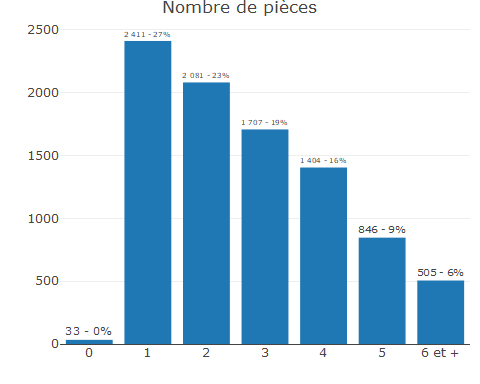 Nombre de pièces
2500
2000
1500
1000
500
0
33 - 0%
2 411 - 27%
2 081 - 23%
1 707 - 19%
1 404 - 16%
846 - 9%
505 - 6%
0 1 2 3 4 5 6 et +